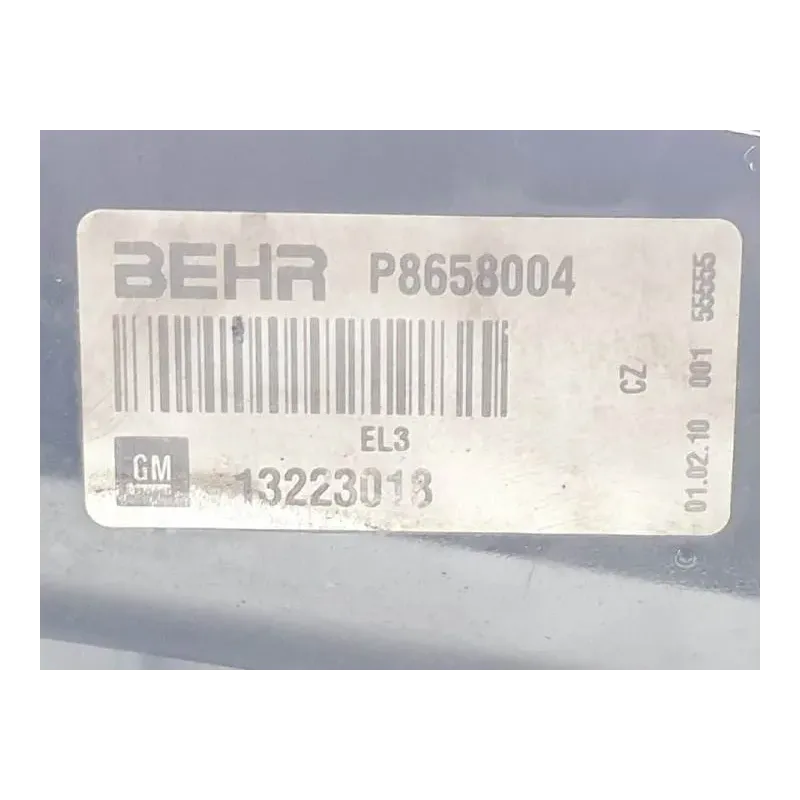 BEHR P8658004
EL3
GM
13223018
CZ
01.02.10 001 55555